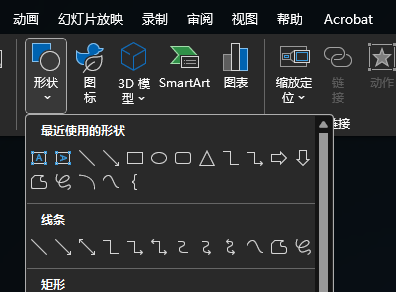 动画 幻灯片放映 录制 审阅 视图 帮助 Acrobat
形状 图标 3D 模型 SmartArt 图表 缩放定位 链接 动作
链接
最近使用的形状
A A
线条
矩形